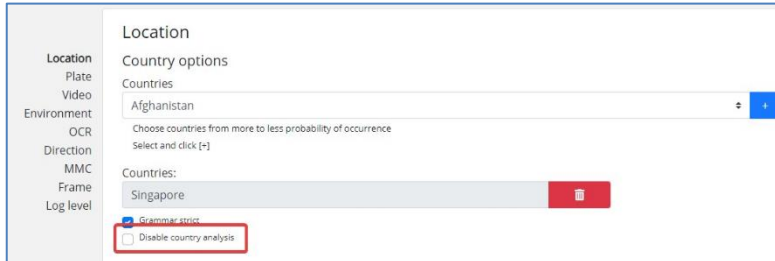 Location
Location
Plate
Video
Environment
OCR
Direction
MMC
Frame
Log level
Country options
Countries
Afghanistan
+
Choose countries from more to less probability of occurrence
Select and click [+]
Countries:
Singapore
Grammar strict
Disable country analysis